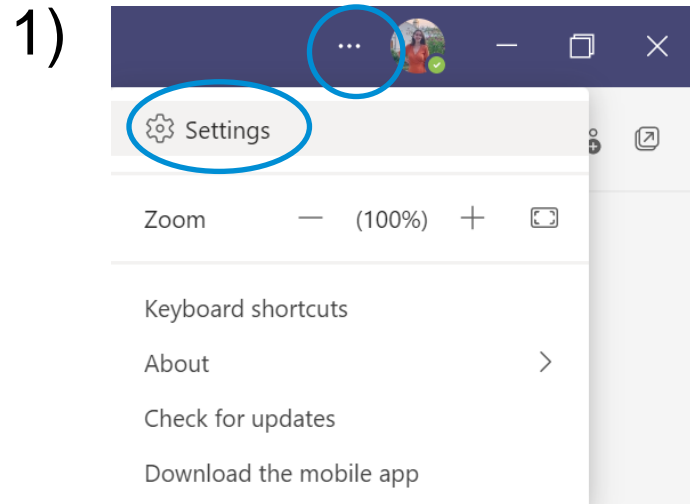 1)
...
Settings
Zoom — (100%) +
Keyboard shortcuts
About >
Check for updates
Download the mobile app